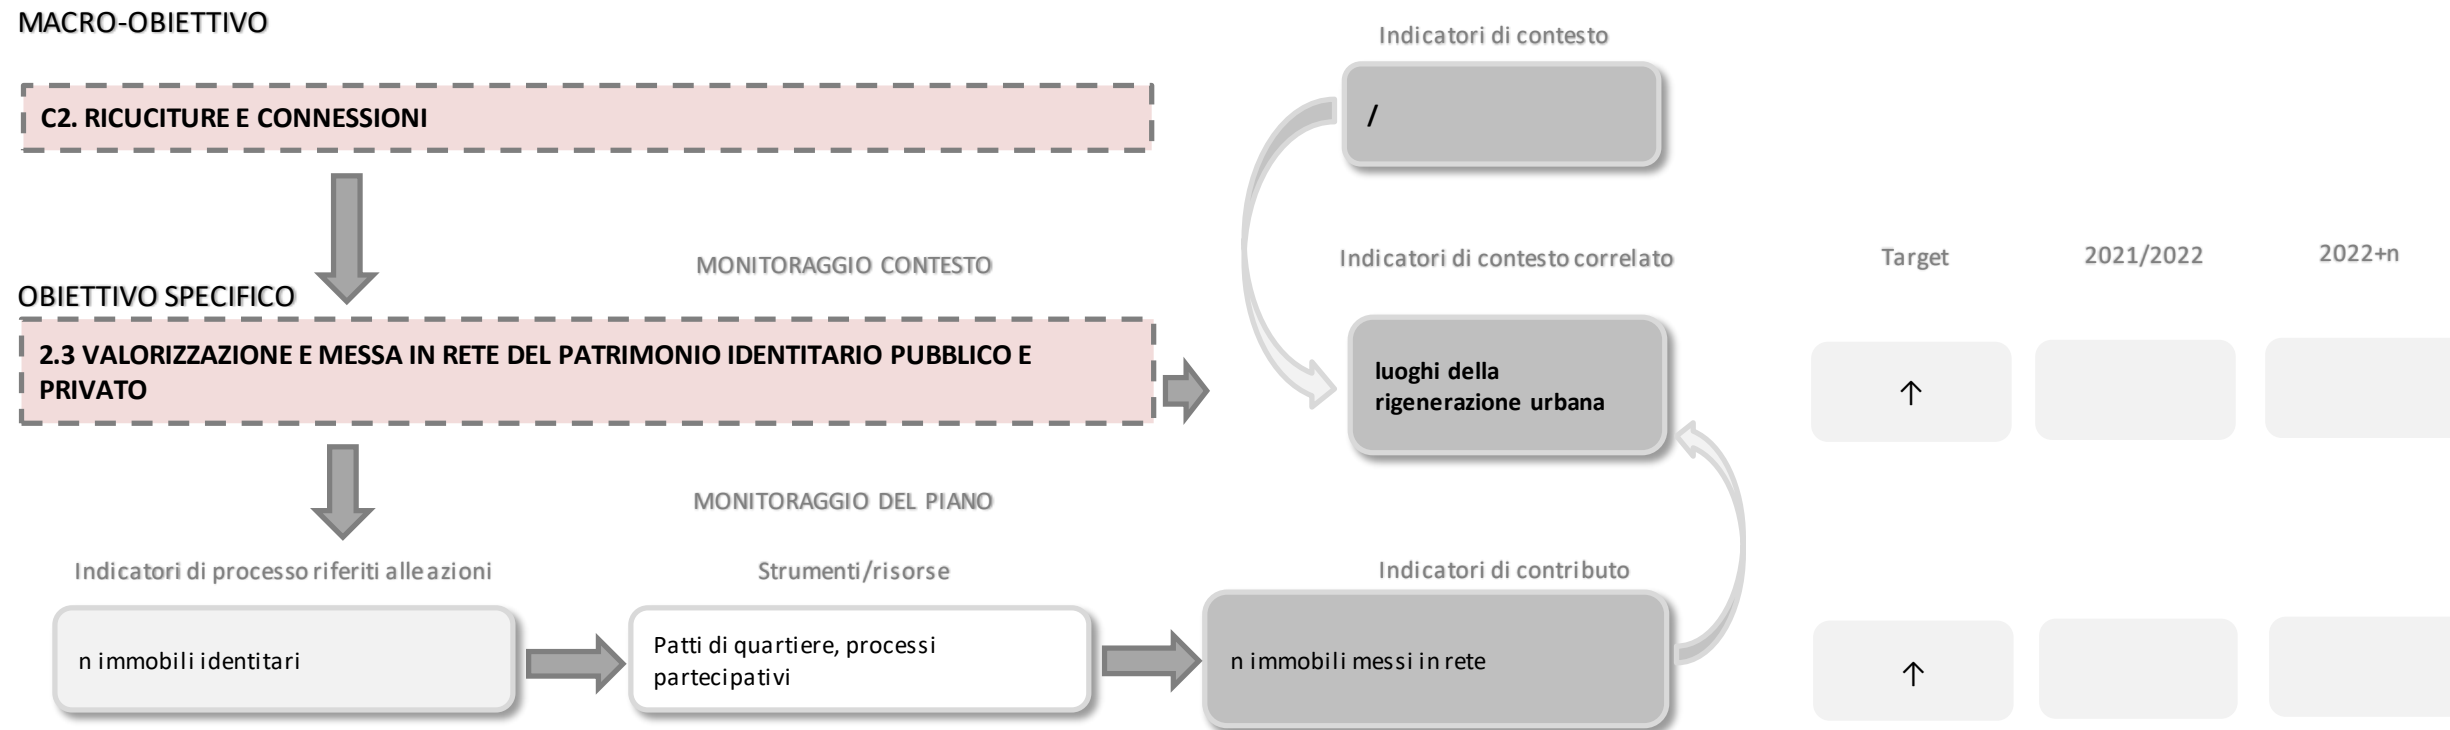 MACRO-OBIETTIVO
Indicatori di contesto
C2. RICUCITURE E CONNESSIONI
/
MONITORAGGIO CONTESTO
Indicatori di contesto correlato
Target
2021/2022
2022+n
OBIETTIVO SPECIFICO
2.3 VALORIZZAZIONE E MESSA IN RETE DEL PATRIMONIO IDENTITARIO PUBBLICO E
PRIVATO
luoghi della
rigenerazione urbana
↑
MONITORAGGIO DEL PIANO
Indicatori di processo riferiti alle azioni
Strumenti/risorse
Indicatori di contributo
n immobili identitari
Patti di quartiere, processi
partecipativi
n immobili messi in rete
↑